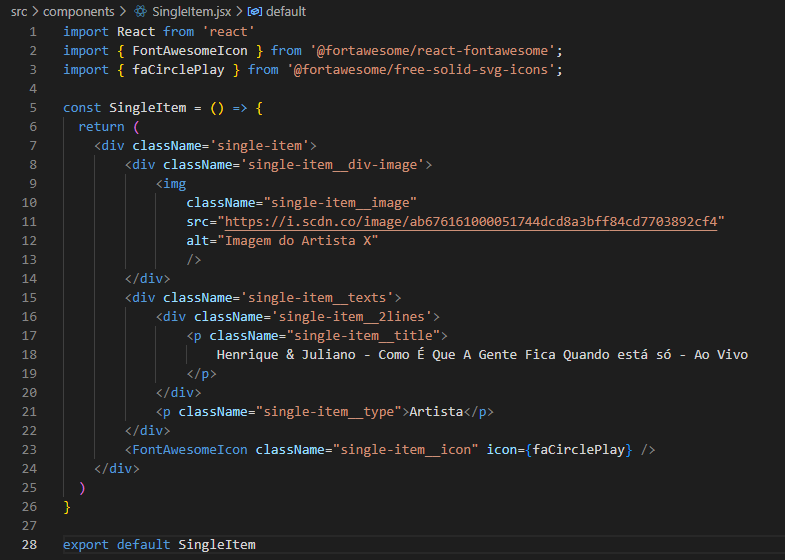 src > components > SingleItem.jsx > default
1 import React from 'react'
2 import { FontAwesomeIcon } from '@fortawesome/react-fontawesome';
3 import { faCirclePlay } from '@fortawesome/free-solid-svg-icons';
4
5 const SingleItem = () => {
6   return (
7     <div className='single-item'>
8         <div className='single-item__div-image'>
9             <img
10                 className="single-item__image"
11                 src="https://i.scdn.co/image/ab676161000051744dcd8a3bff84cd7703892cf4"
12                 alt="Imagem do Artista X"
13                 />
14         </div>
15         <div className='single-item__texts'>
16             <div className='single-item__2lines'>
17                 <p className="single-item__title">
18                     Henrique & Juliano - Como É Que A Gente Fica Quando está só - Ao Vivo
19                 </p>
20             </div>
21             <p className="single-item__type">Artista</p>
22         </div>
23         <FontAwesomeIcon className="single-item__icon" icon={faCirclePlay} />
24     </div>
25   )
26 }
27
28 export default SingleItem